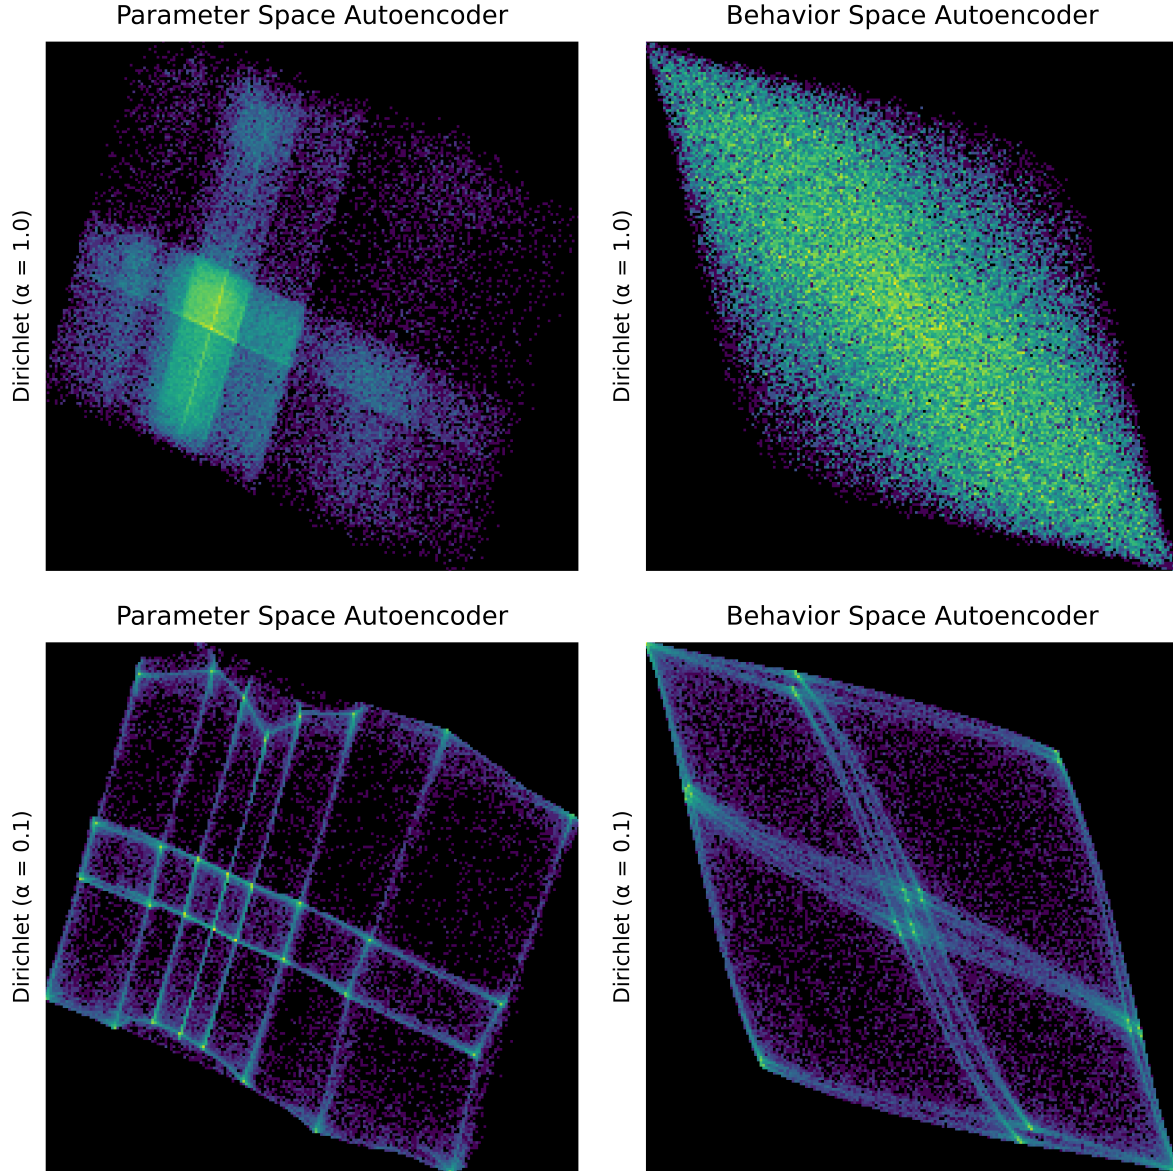 Parameter Space Autoencoder
Behavior Space Autoencoder
Dirichlet (α = 1.0)
Dirichlet (α = 1.0)
Parameter Space Autoencoder
Behavior Space Autoencoder
Dirichlet (α = 0.1)
Dirichlet (α = 0.1)